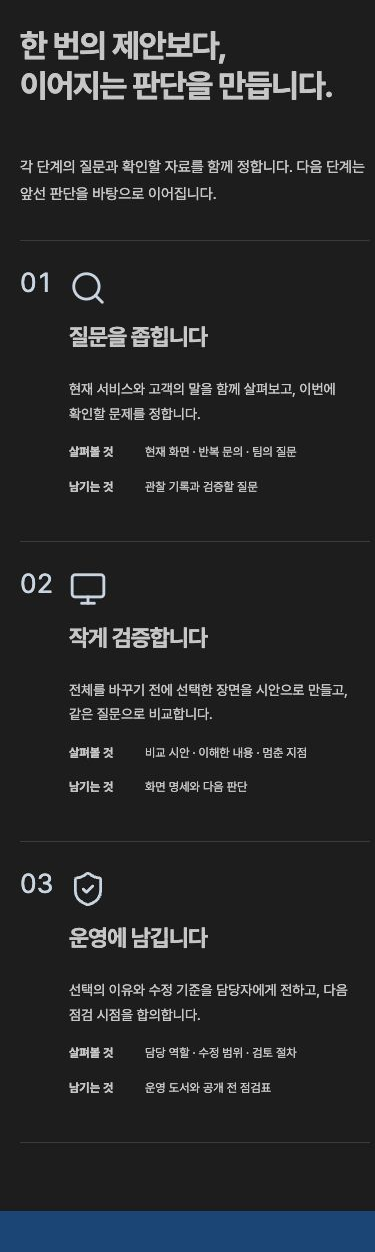 한 번의 제안보다,
이어지는 판단을 만듭니다.
각 단계의 질문과 확인할 자료를 함께 정합니다. 다음 단계는
앞선 판단을 바탕으로 이어집니다.
01
질문을 좁힙니다
현재 서비스와 고객의 말을 함께 살펴보고, 이번에
확인할 문제를 정합니다.
살펴볼 것 현재 화면 · 반복 문의 · 팀의 질문
남기는 것 관찰 기록과 검증할 질문
02
작게 검증합니다
전체를 바꾸기 전에 선택한 장면을 시안으로 만들고,
같은 질문으로 비교합니다.
살펴볼 것 비교 시안 · 이해한 내용 · 멈춘 지점
남기는 것 화면 명세와 다음 판단
03
운영에 남깁니다
선택의 이유와 수정 기준을 담당자에게 전하고, 다음
점검 시점을 합의합니다.
살펴볼 것 담당 역할 · 수정 범위 · 검토 절차
남기는 것 운영 도서와 공개 전 점검표